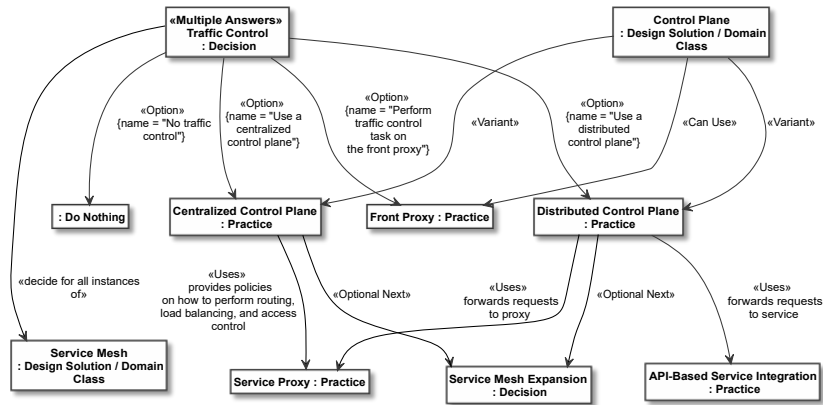 «Multiple Answers»
Traffic Control
: Decision
Control Plane
: Design Solution / Domain
Class
«Option»
{name = "No traffic
control"}
«Option»
{name = "Use a
centralized
control plane"}
«Option»
{name = "Perform
traffic control
task on
the front proxy"}
«Variant»
«Option»
{name = "Use a
distributed
control plane"}
«Can Use»
«Variant»
: Do Nothing
Centralized Control Plane
: Practice
Front Proxy : Practice
Distributed Control Plane
: Practice
«decide for all instances
of»
«Uses»
provides policies
on how to perform routing,
load balancing, and access
control
«Optional Next»
«Uses»
forwards requests
to proxy
«Optional Next»
«Uses»
forwards requests
to service
Service Mesh
: Design Solution / Domain
Class
Service Proxy : Practice
Service Mesh Expansion
: Decision
API-Based Service Integration
: Practice